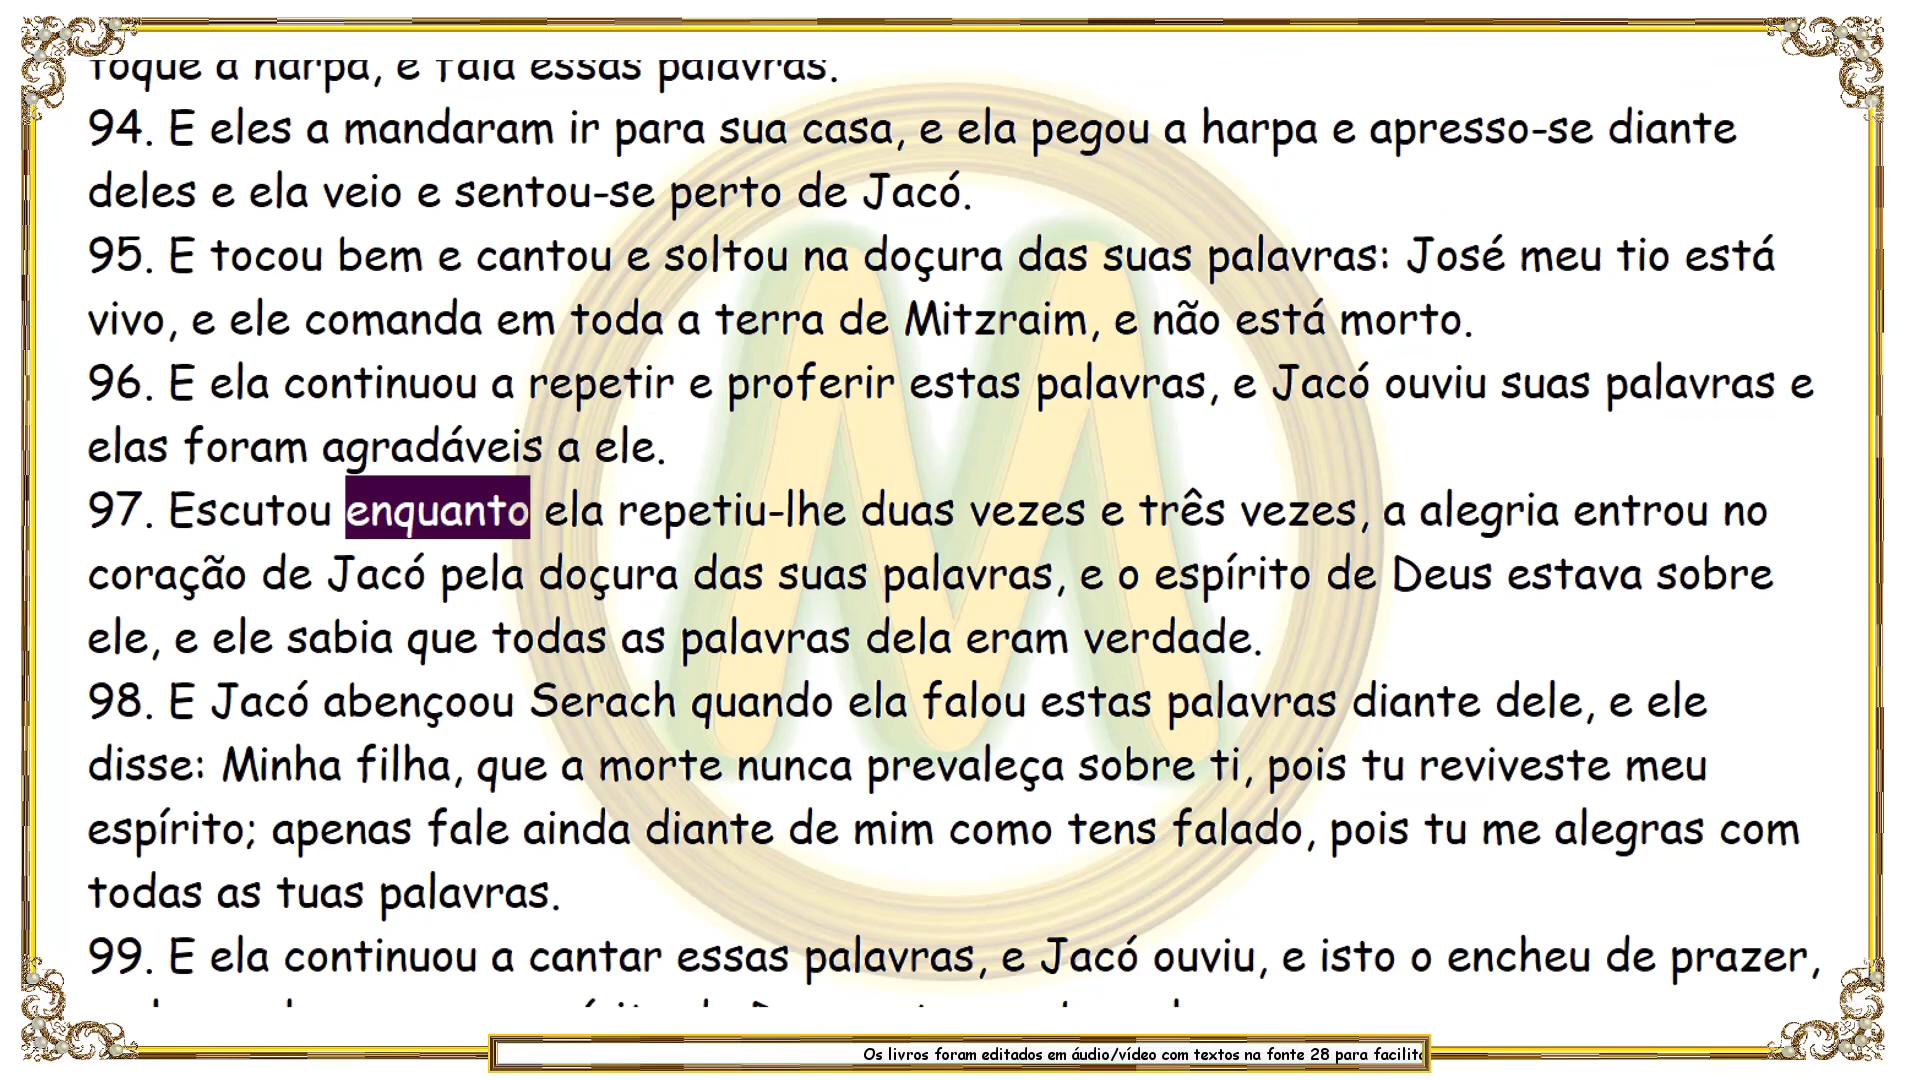 toque a harpa, e fala essas palavras.
94. E eles a mandaram ir para sua casa, e ela pegou a harpa e apresso-se diante
deles e ela veio e sentou-se perto de Jacó.
95. E tocou bem e cantou e soltou na doçura das suas palavras: José meu tio está
vivo, e ele comanda em toda a terra de Mitzraim, e não está morto.
96. E ela continuou a repetir e proferir estas palavras, e Jacó ouviu suas palavras e
elas foram agradáveis a ele.
97. Escutou enquanto ela repetiu-lhe duas vezes e três vezes, a alegria entrou no
coração de Jacó pela doçura das suas palavras, e o espírito de Deus estava sobre
ele, e ele sabia que todas as palavras dela eram verdade.
98. E Jacó abençoou Serach quando ela falou estas palavras diante dele, e ele
disse: Minha filha, que a morte nunca prevaleça sobre ti, pois tu reviveste meu
espírito; apenas fale ainda diante de mim como tens falado, pois tu me alegras com
todas as tuas palavras.
99. E ela continuou a cantar essas palavras, e Jacó ouviu, e isto o encheu de prazer,
Os livros foram editados em áudio/vídeo com textos na fonte 28 para facilit